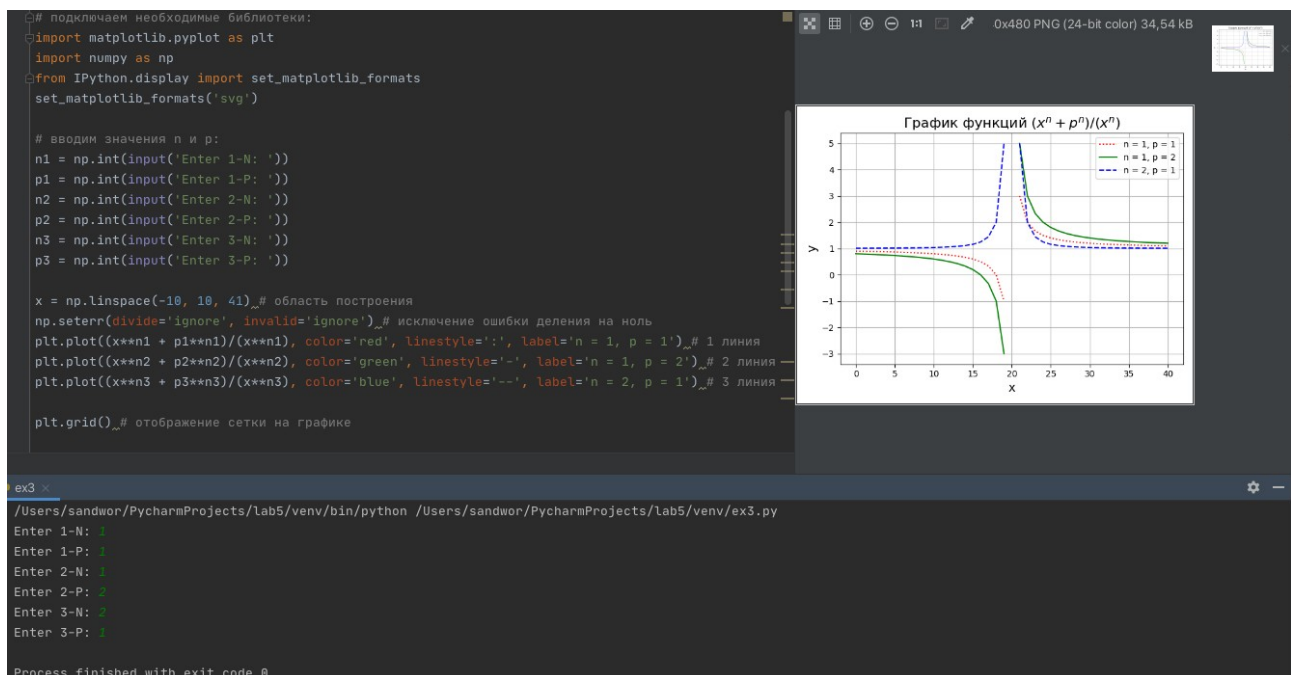 # подключаем необходимые библиотеки:
import matplotlib.pyplot as plt
import numpy as np
from IPython.display import set_matplotlib_formats
set_matplotlib_formats('svg')
# вводим значения n и p:
n1 = np.int(input('Enter 1-N: '))
p1 = np.int(input('Enter 1-P: '))
n2 = np.int(input('Enter 2-N: '))
p2 = np.int(input('Enter 2-P: '))
n3 = np.int(input('Enter 3-N: '))
p3 = np.int(input('Enter 3-P: '))
x = np.linspace(-10, 10, 41) # область построения
np.seterr(divide='ignore', invalid='ignore') # исключение ошибки деления на ноль
plt.plot((x**n1 + p1**n1)/(x**n1), color='red', linestyle=':', label='n = 1, p = 1') # 1 линия
plt.plot((x**n2 + p2**n2)/(x**n2), color='green', linestyle='-', label='n = 1, p = 2') # 2 линия
plt.plot((x**n3 + p3**n3)/(x**n3), color='blue', linestyle='--', label='n = 2, p = 1') # 3 линия
plt.grid() # отображение сетки на графике
1:1 0x480 PNG (24-bit color) 34,54 kB
График функций (xⁿ + pⁿ)/(xⁿ)
n = 1, p = 1
n = 1, p = 2
n = 2, p = 1
5
4
3
2
1
0
−1
−2
−3
y
0 5 10 15 20 25 30 35 40
x
ex3
/Users/sandwor/PycharmProjects/lab5/venv/bin/python /Users/sandwor/PycharmProjects/lab5/venv/ex3.py
Enter 1-N: 1
Enter 1-P: 1
Enter 2-N: 1
Enter 2-P: 2
Enter 3-N: 2
Enter 3-P: 1
Process finished with exit code 0